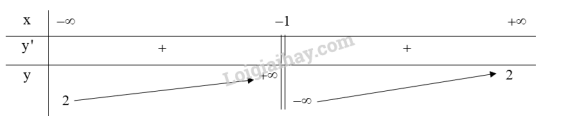 x −∞ −1 +∞
y' + +
y 2 +∞ −∞ 2
Loigiaihay.com